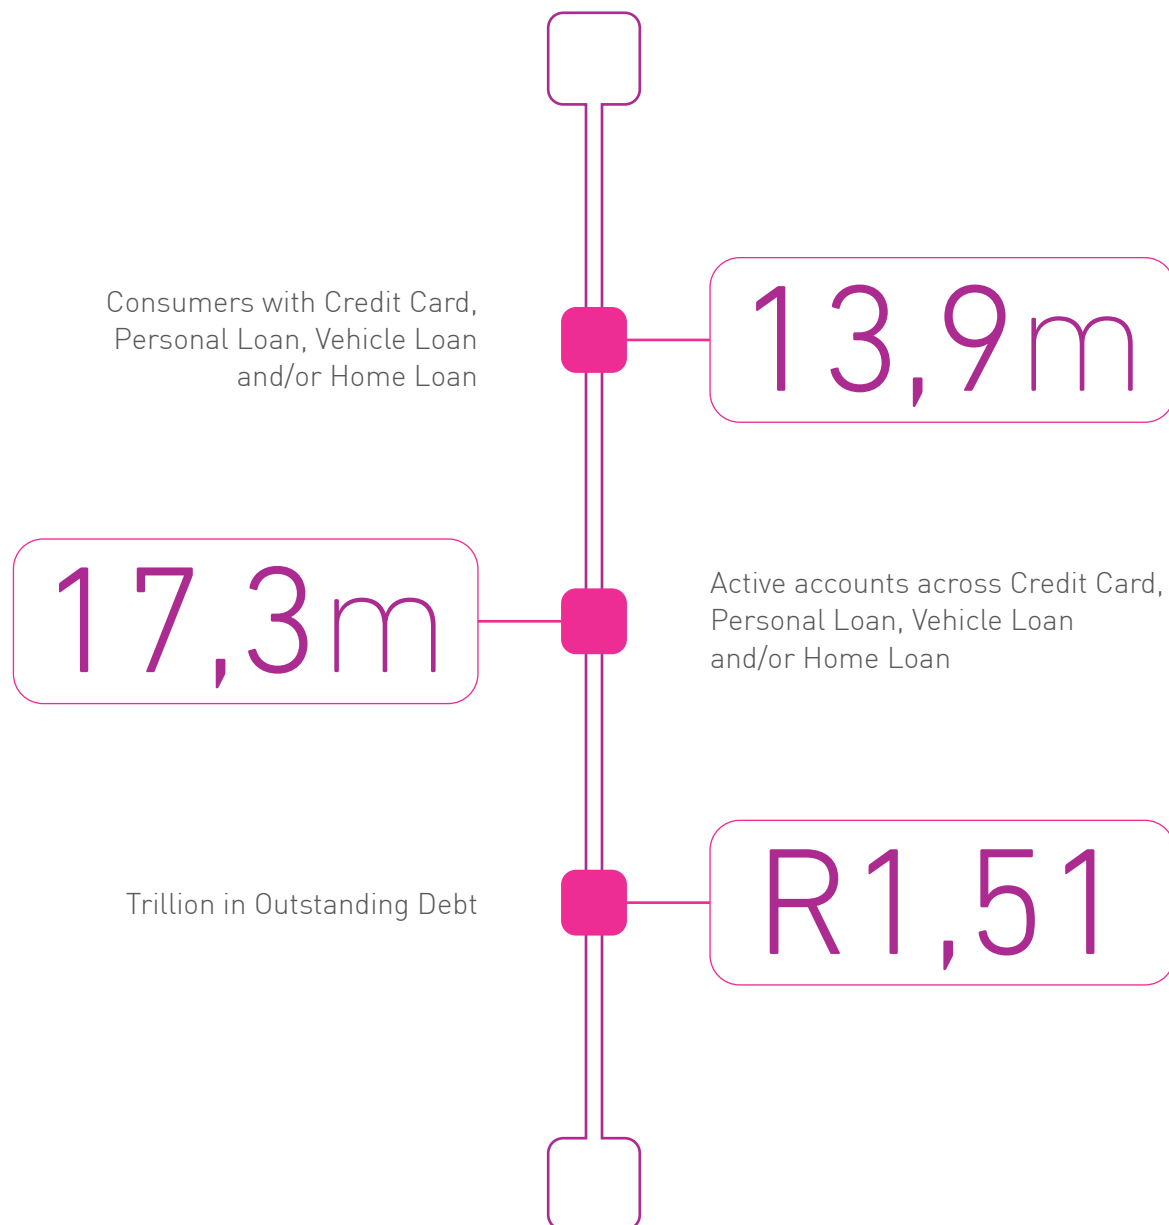 Consumers with Credit Card,
Personal Loan, Vehicle Loan
and/or Home Loan
13,9m
17,3m
Active accounts across Credit Card,
Personal Loan, Vehicle Loan
and/or Home Loan
Trillion in Outstanding Debt
R1,51